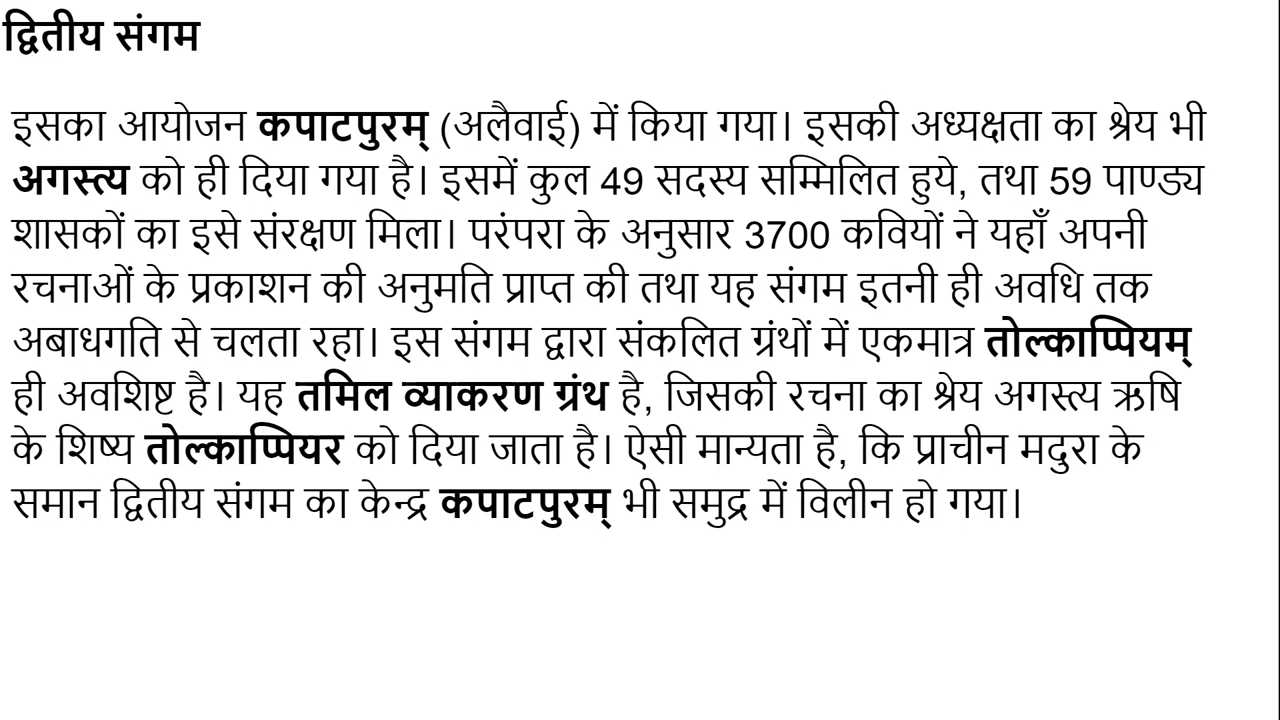 द्वितीय संगम
इसका आयोजन कपाटपुरम् (अलैवाई) में किया गया। इसकी अध्यक्षता का श्रेय भी
अगस्त्य को ही दिया गया है। इसमें कुल 49 सदस्य सम्मिलित हुये, तथा 59 पाण्ड्य
शासकों का इसे संरक्षण मिला। परंपरा के अनुसार 3700 कवियों ने यहाँ अपनी
रचनाओं के प्रकाशन की अनुमति प्राप्त की तथा यह संगम इतनी ही अवधि तक
अबाधगति से चलता रहा। इस संगम द्वारा संकलित ग्रंथों में एकमात्र तोल्काप्पियम्
ही अवशिष्ट है। यह तमिल व्याकरण ग्रंथ है, जिसकी रचना का श्रेय अगस्त्य ऋषि
के शिष्य तोल्काप्पियर को दिया जाता है। ऐसी मान्यता है, कि प्राचीन मदुरा के
समान द्वितीय संगम का केन्द्र कपाटपुरम् भी समुद्र में विलीन हो गया।